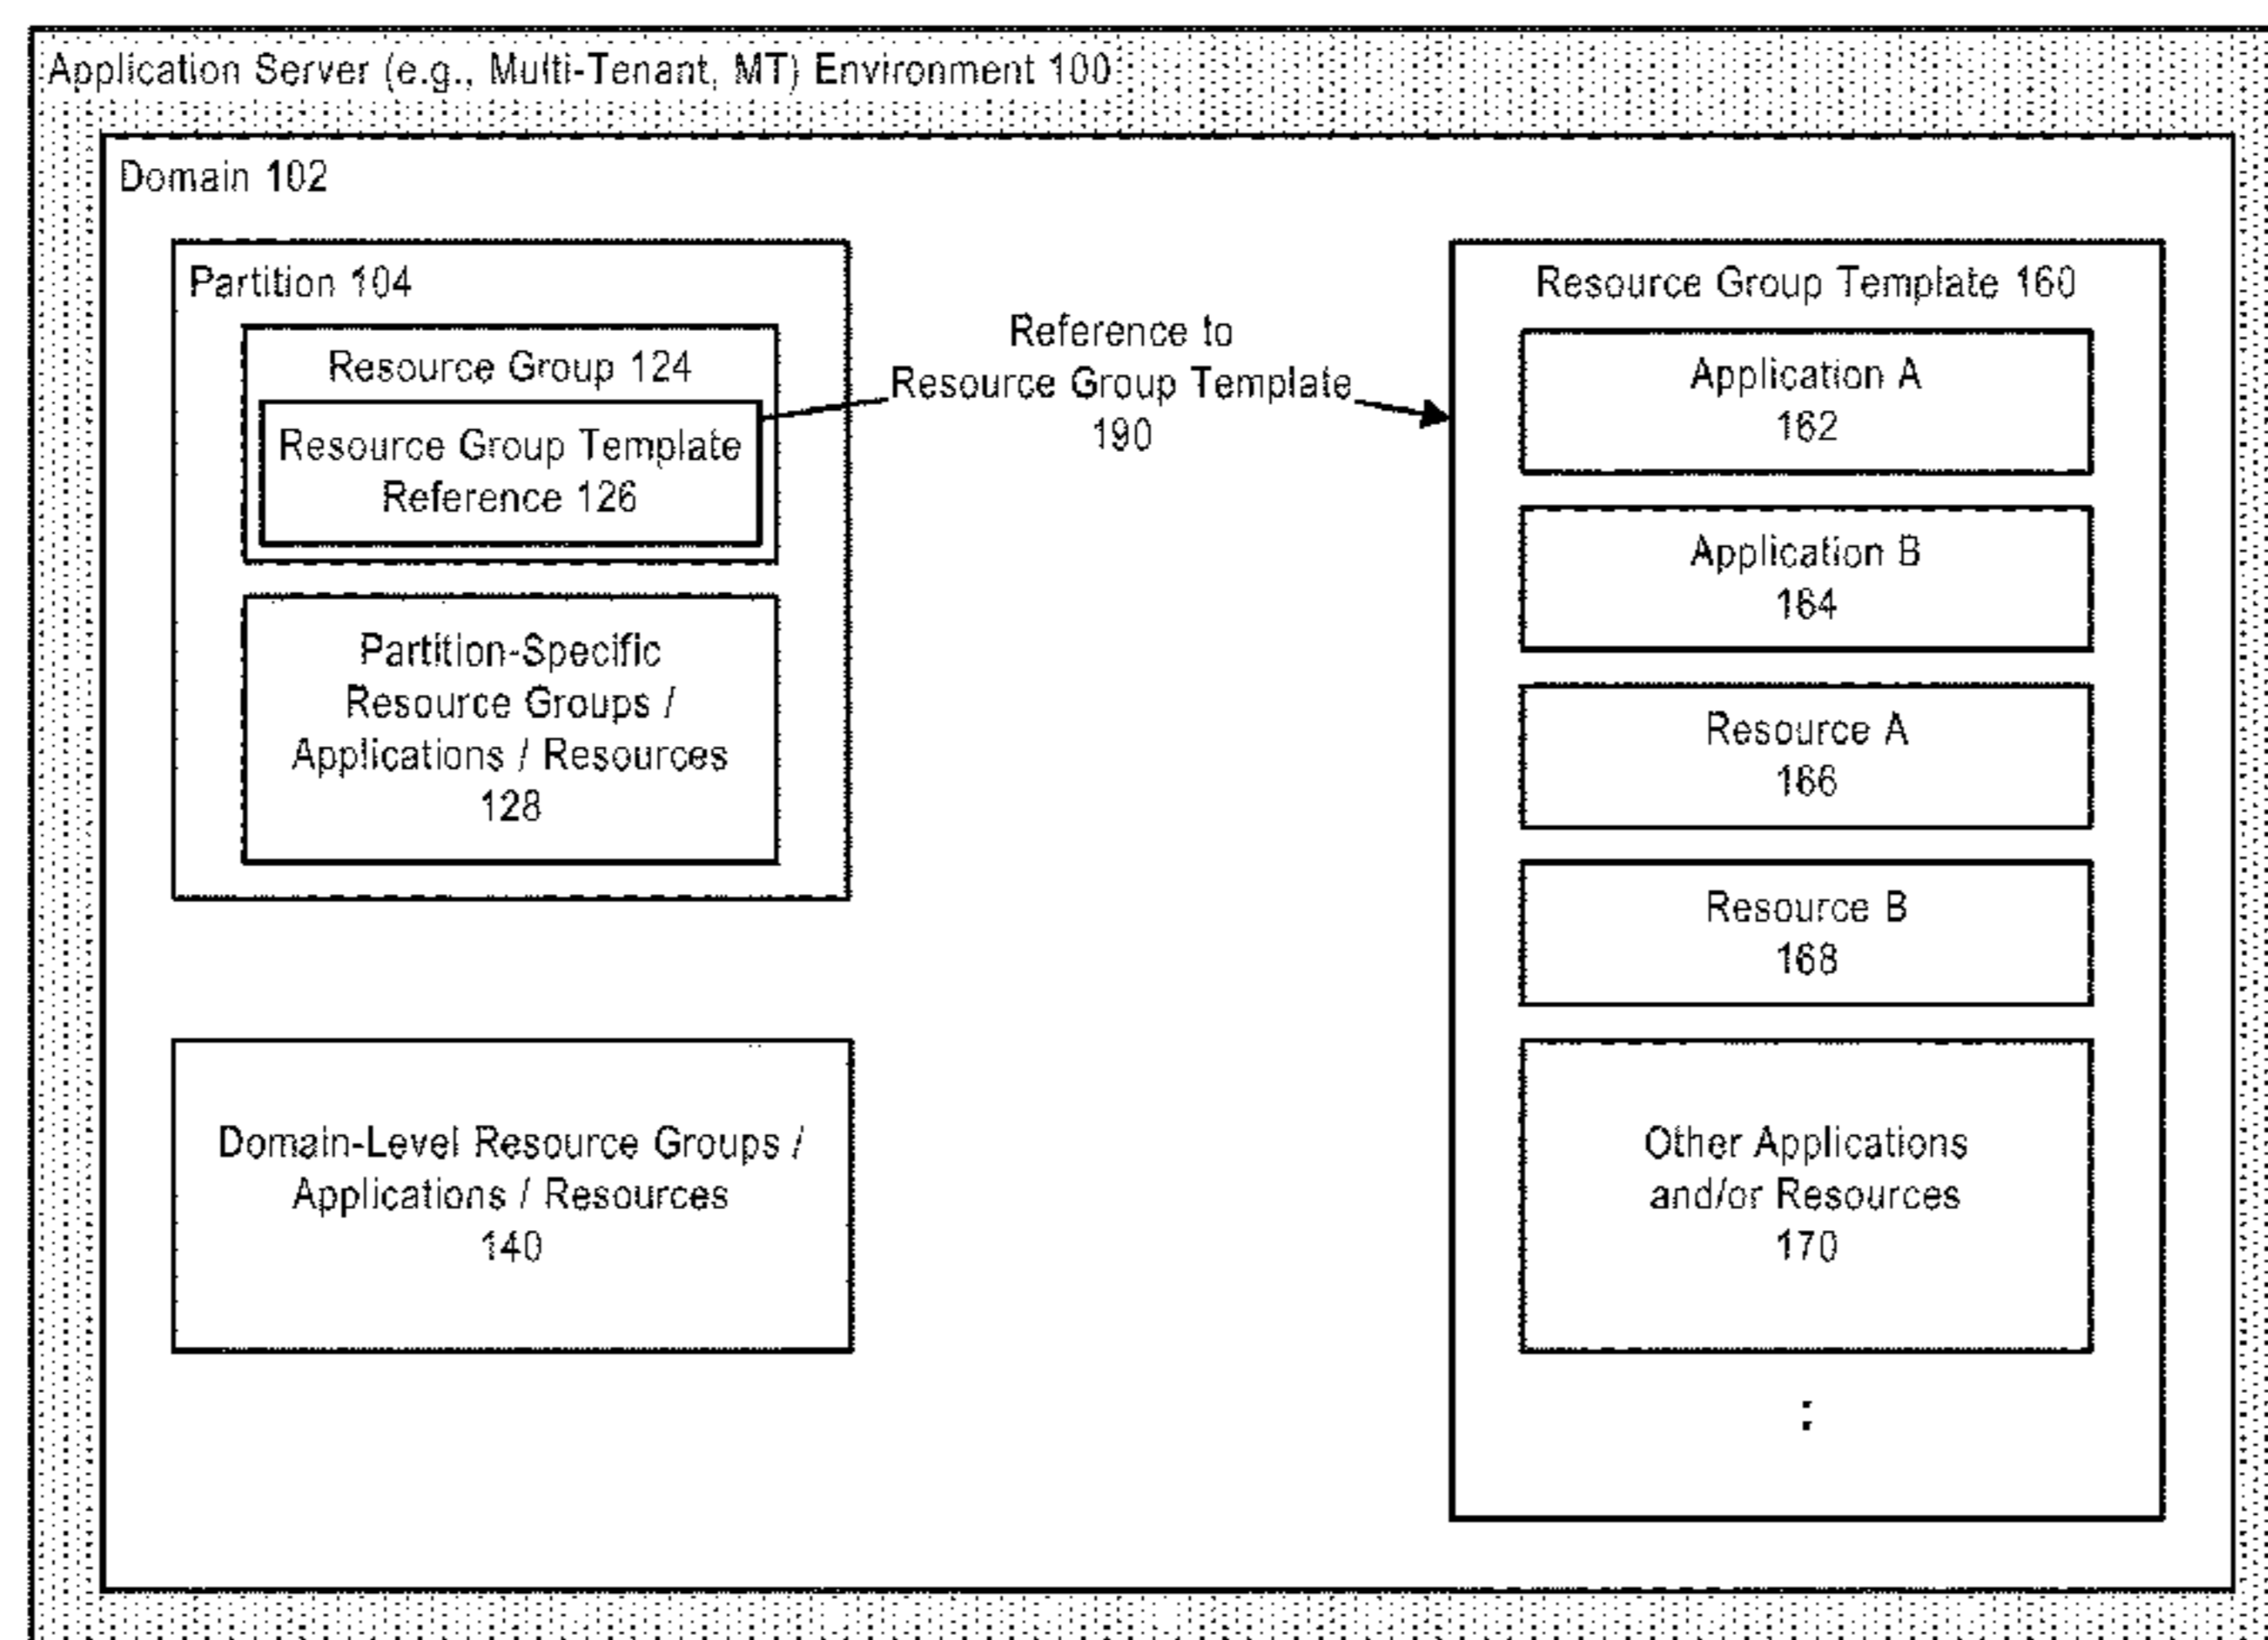 Application Server (e.g., Multi-Tenant, MT) Environment 100
Domain 102
Partition 104
Resource Group 124
Resource Group Template
Reference 126
Partition-Specific
Resource Groups /
Applications / Resources
128
Domain-Level Resource Groups /
Applications / Resources
140
Reference to
Resource Group Template
190
Resource Group Template 160
Application A
162
Application B
164
Resource A
166
Resource B
168
Other Applications
and/or Resources
170
: